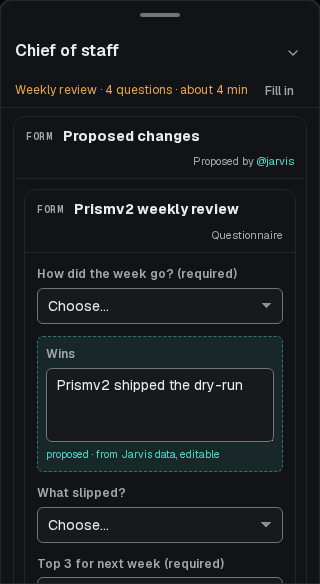 Chief of staff
Weekly review · 4 questions · about 4 min Fill in
FORM Proposed changes
Proposed by @jarvis
FORM Prismv2 weekly review
Questionnaire
How did the week go? (required)
Choose...
Wins
Prismv2 shipped the dry-run
proposed · from Jarvis data, editable
What slipped?
Choose...
Top 3 for next week (required)